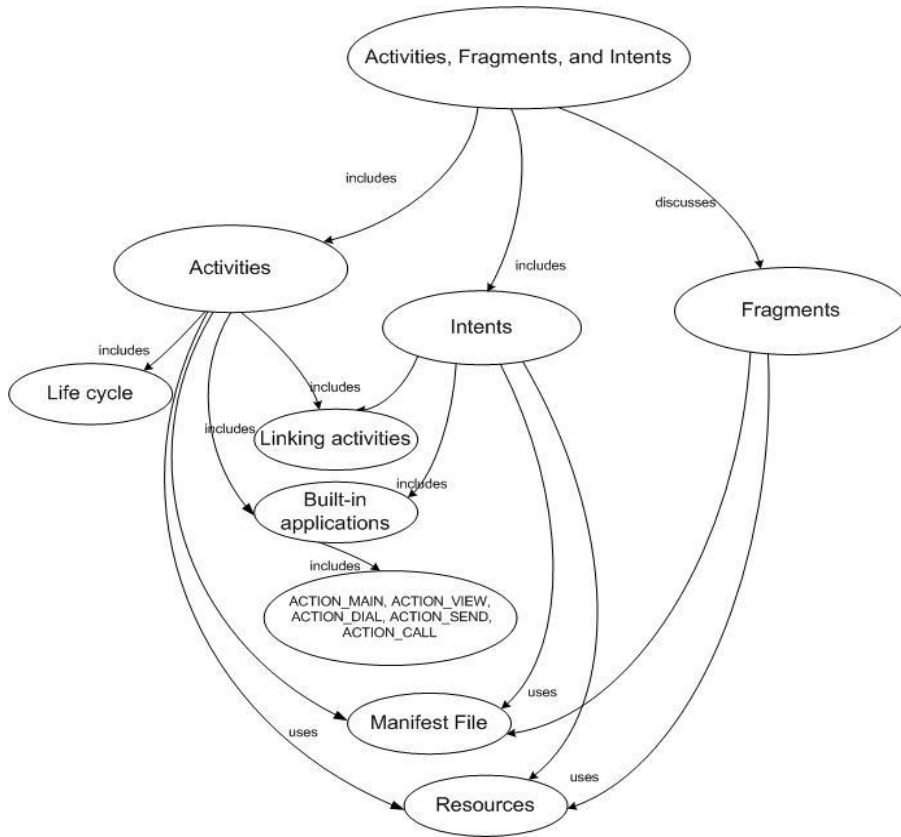 Activities, Fragments, and Intents
includes
discusses
Activities
includes
Fragments
Intents
includes
Life cycle
includes
includes
Linking activities
includes
Built-in
applications
includes
ACTION_MAIN, ACTION_VIEW,
ACTION_DIAL, ACTION_SEND,
ACTION_CALL
uses
Manifest File
uses
uses
Resources